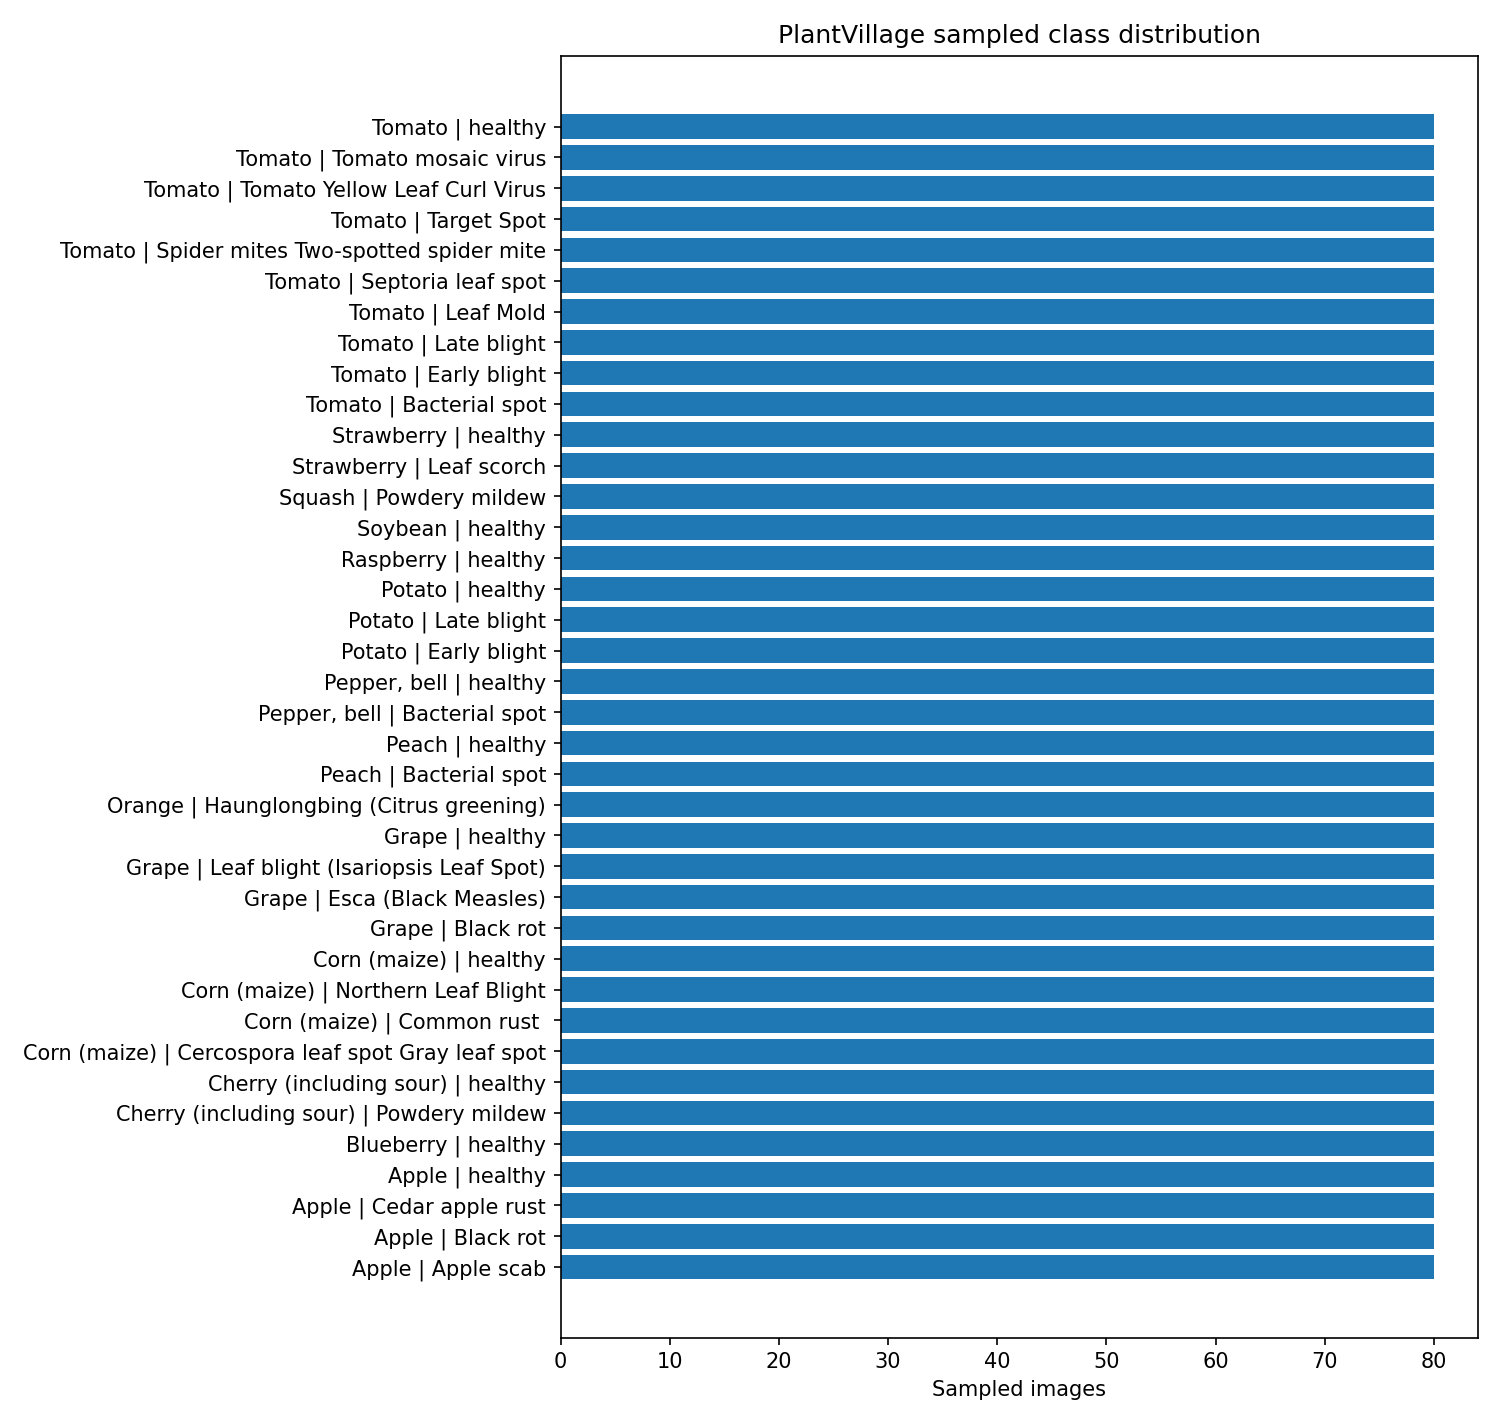 PlantVillage sampled class distribution
Tomato | healthy
Tomato | Tomato mosaic virus
Tomato | Tomato Yellow Leaf Curl Virus
Tomato | Target Spot
Tomato | Spider mites Two-spotted spider mite
Tomato | Septoria leaf spot
Tomato | Leaf Mold
Tomato | Late blight
Tomato | Early blight
Tomato | Bacterial spot
Strawberry | healthy
Strawberry | Leaf scorch
Squash | Powdery mildew
Soybean | healthy
Raspberry | healthy
Potato | healthy
Potato | Late blight
Potato | Early blight
Pepper, bell | healthy
Pepper, bell | Bacterial spot
Peach | healthy
Peach | Bacterial spot
Orange | Haunglongbing (Citrus greening)
Grape | healthy
Grape | Leaf blight (Isariopsis Leaf Spot)
Grape | Esca (Black Measles)
Grape | Black rot
Corn (maize) | healthy
Corn (maize) | Northern Leaf Blight
Corn (maize) | Common rust
Corn (maize) | Cercospora leaf spot Gray leaf spot
Cherry (including sour) | healthy
Cherry (including sour) | Powdery mildew
Blueberry | healthy
Apple | healthy
Apple | Cedar apple rust
Apple | Black rot
Apple | Apple scab
0 10 20 30 40 50 60 70 80
Sampled images